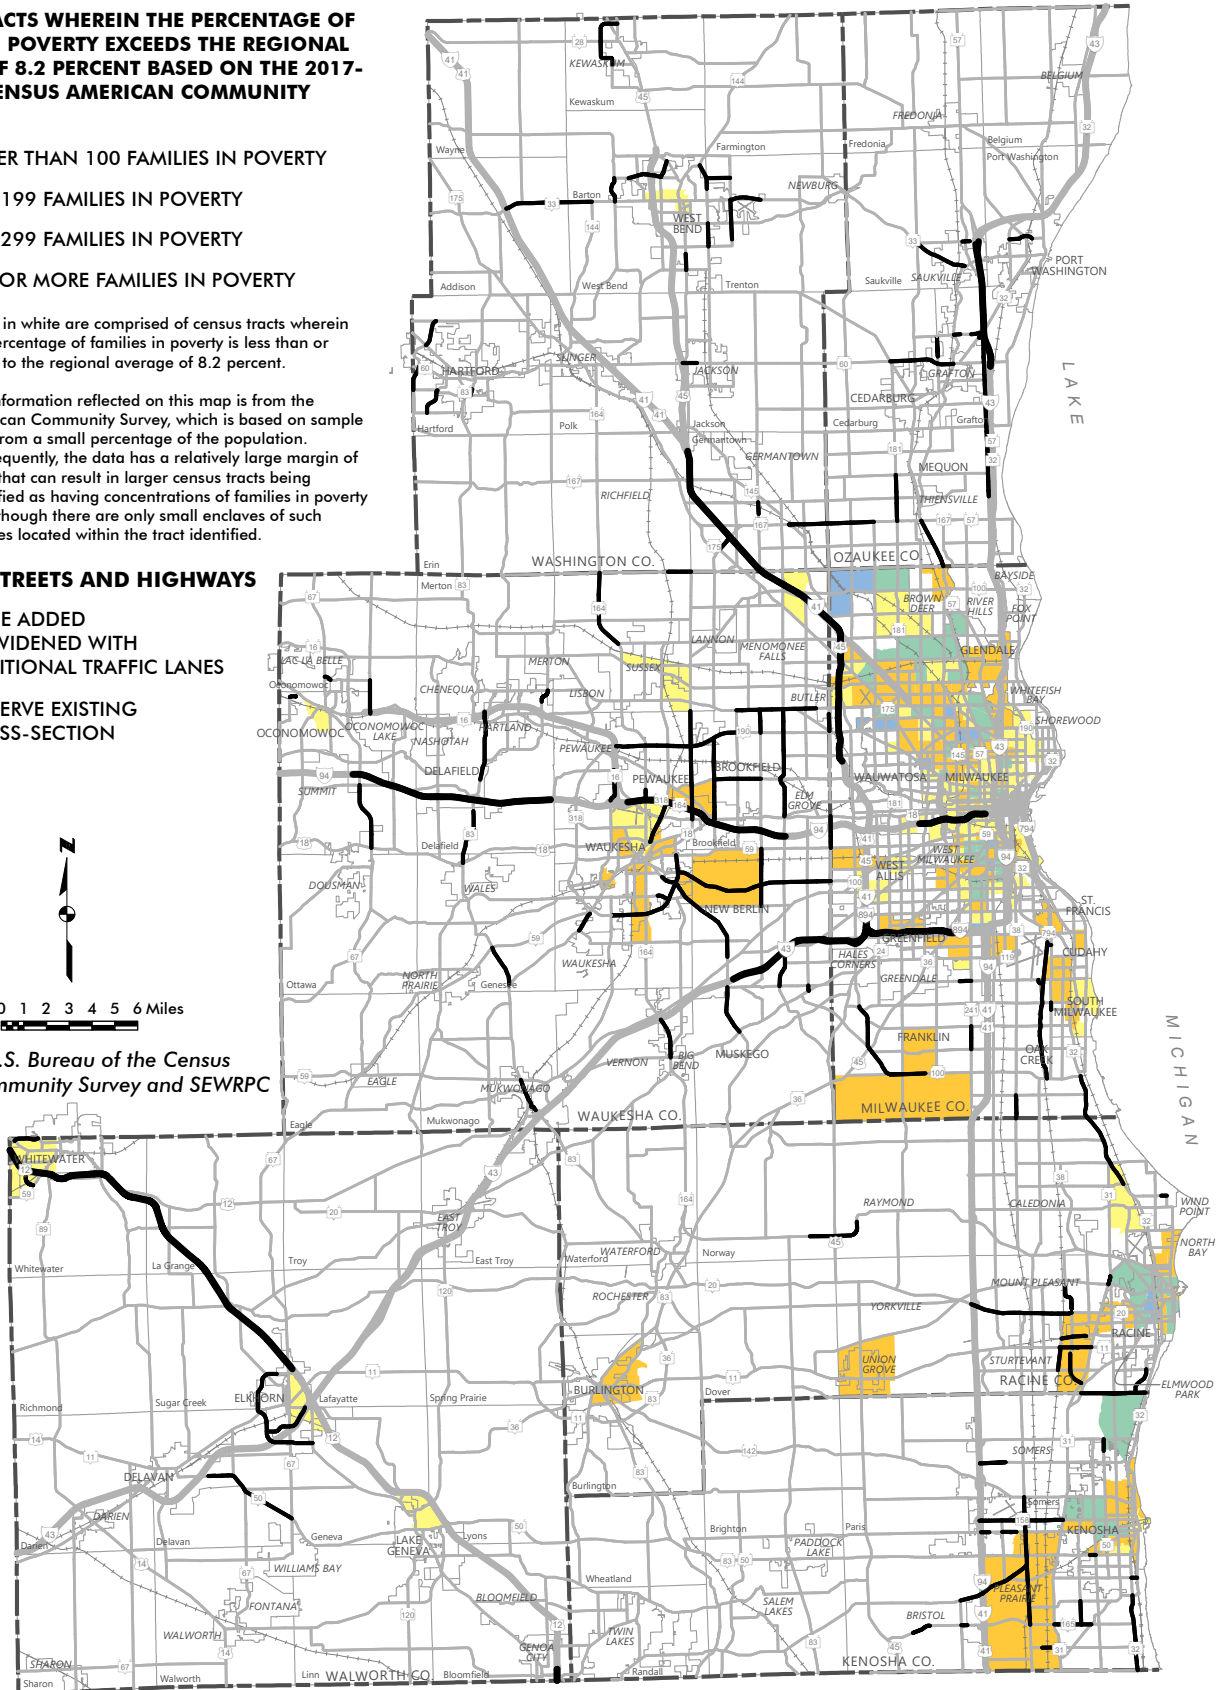 ACTS WHEREIN THE PERCENTAGE OF
POVERTY EXCEEDS THE REGIONAL
F 8.2 PERCENT BASED ON THE 2017-
ENSUS AMERICAN COMMUNITY
ER THAN 100 FAMILIES IN POVERTY
199 FAMILIES IN POVERTY
299 FAMILIES IN POVERTY
OR MORE FAMILIES IN POVERTY
in white are comprised of census tracts wherein
ercentage of families in poverty is less than or
to the regional average of 8.2 percent.
nformation reflected on this map is from the
can Community Survey, which is based on sample
rom a small percentage of the population.
equently, the data has a relatively large margin of
that can result in larger census tracts being
fied as having concentrations of families in poverty
though there are only small enclaves of such
es located within the tract identified.
TREETS AND HIGHWAYS
E ADDED
WIDENED WITH
ITIONAL TRAFFIC LANES
SERVE EXISTING
SS-SECTION
N
0 1 2 3 4 5 6 Miles
.S. Bureau of the Census
mmunity Survey and SEWRPC
KEWASKUM
Kewaskum
Wayne
Barton
Farmington
NEWBURG
WEST
BEND
Addison
West Bend
Trenton
FREDONIA
Fredonia
BELGIUM
Belgium
Port Washington
PORT
WASHINGTON
Saukville
SAUKVILLE
SLINGER
HARTFORD
Hartford
JACKSON
Jackson
Polk
Germantown
GERMANTOWN
RICHFIELD
Erin
WASHINGTON CO.
GRAFTON
CEDARBURG
Cedarburg
Grafto
MEQUON
THIENSVILLE
OZAUKEE CO.
LAKE
MICHIGAN
Merton
LAC LA BELLE
Oconomowoc
OCONOMOWOC
OCONOMOWOC
LAKE
CHENEQUA
NASHOTAH
HARTLAND
MERTON
LISBON
SUSSEX
LANNON
MENOMONEE
FALLS
BUTLER
PEWAUKEE
PEWAUKEE
BROOKFIELD
Brookfield
ELM
GROVE
DELAFIELD
Delafield
SUMMIT
DOUSMAN
WALES
WAUKESHA
WAUKESHA
NEW BERLIN
NORTH
PRAIRIE
Ottawa
Genesee
EAGLE
Eagle
MUKWONAGO
Mukwonago
VERNON
BIG
BEND
MUSKEGO
WAUKESHA CO.
BAYSIDE
BROWN
DEER
RIVER
HILLS
FOX
POINT
GLENDALE
WHITEFISH
BAY
SHOREWOOD
WAUWATOSA
MILWAUKEE
WEST
MILWAUKEE
WEST
ALLIS
ST.
FRANCIS
GREENFIELD
HALES
CORNERS
GREENDALE
CUDAHY
SOUTH
MILWAUKEE
FRANKLIN
OAK
CREEK
MILWAUKEE CO.
WHITEWATER
Whitewater
La Grange
Troy
EAST
TROY
East Troy
Richmond
Sugar Creek
ELKHORN
Lafayette
Spring Prairie
DELAVAN
Delavan
DARIEN
Darien
Geneva
LAKE
GENEVA
Lyons
WILLIAMS BAY
FONTANA
WALWORTH
Walworth
SHARON
Sharon
Linn
WALWORTH CO.
Bloomfield
BLOOMFIELD
GENOA
CITY
Waterford
WATERFORD
Norway
ROCHESTER
RAYMOND
CALEDONIA
WIND
POINT
NORTH
BAY
YORKVILLE
MOUNT PLEASANT
RACINE
STURTEVANT
RACINE CO.
ELMWOOD
PARK
UNION
GROVE
BURLINGTON
Burlington
Dover
SOMERS
Somers
KENOSHA
Brighton
Paris
PADDOCK
LAKE
Wheatland
SALEM
LAKES
TWIN
LAKES
Randall
BRISTOL
PLEASANT
PRAIRIE
KENOSHA CO.